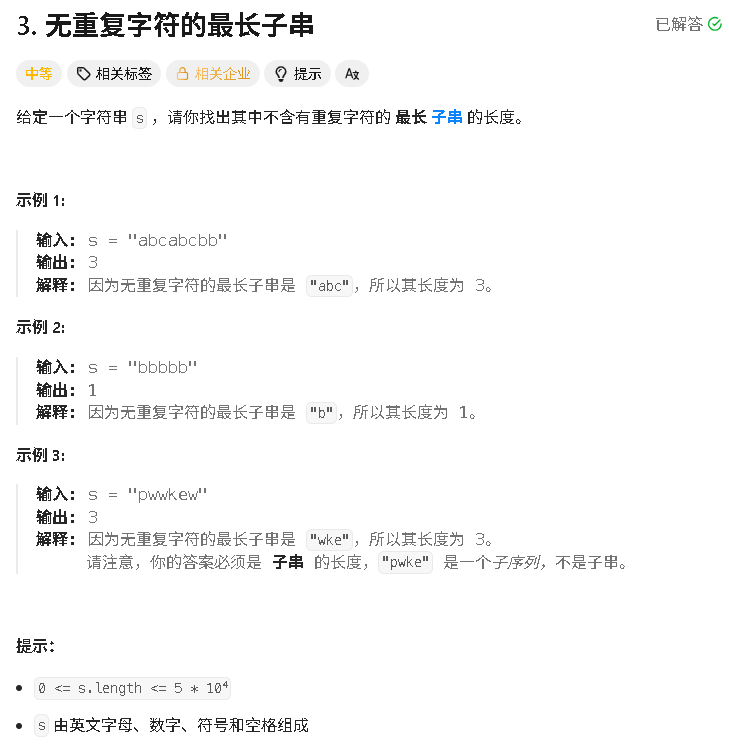 3. 无重复字符的最长子串
已解答
中等 相关标签 相关企业 提示 Ax
给定一个字符串 s ，请你找出其中不含有重复字符的 最长 子串 的长度。
示例 1:
输入: s = "abcabcbb"
输出: 3
解释: 因为无重复字符的最长子串是 "abc"，所以其长度为 3。
示例 2:
输入: s = "bbbbb"
输出: 1
解释: 因为无重复字符的最长子串是 "b"，所以其长度为 1。
示例 3:
输入: s = "pwwkew"
输出: 3
解释: 因为无重复字符的最长子串是 "wke"，所以其长度为 3。
请注意，你的答案必须是 子串 的长度，"pwke" 是一个子序列，不是子串。
提示：
• 0 <= s.length <= 5 * 10⁴
• s 由英文字母、数字、符号和空格组成